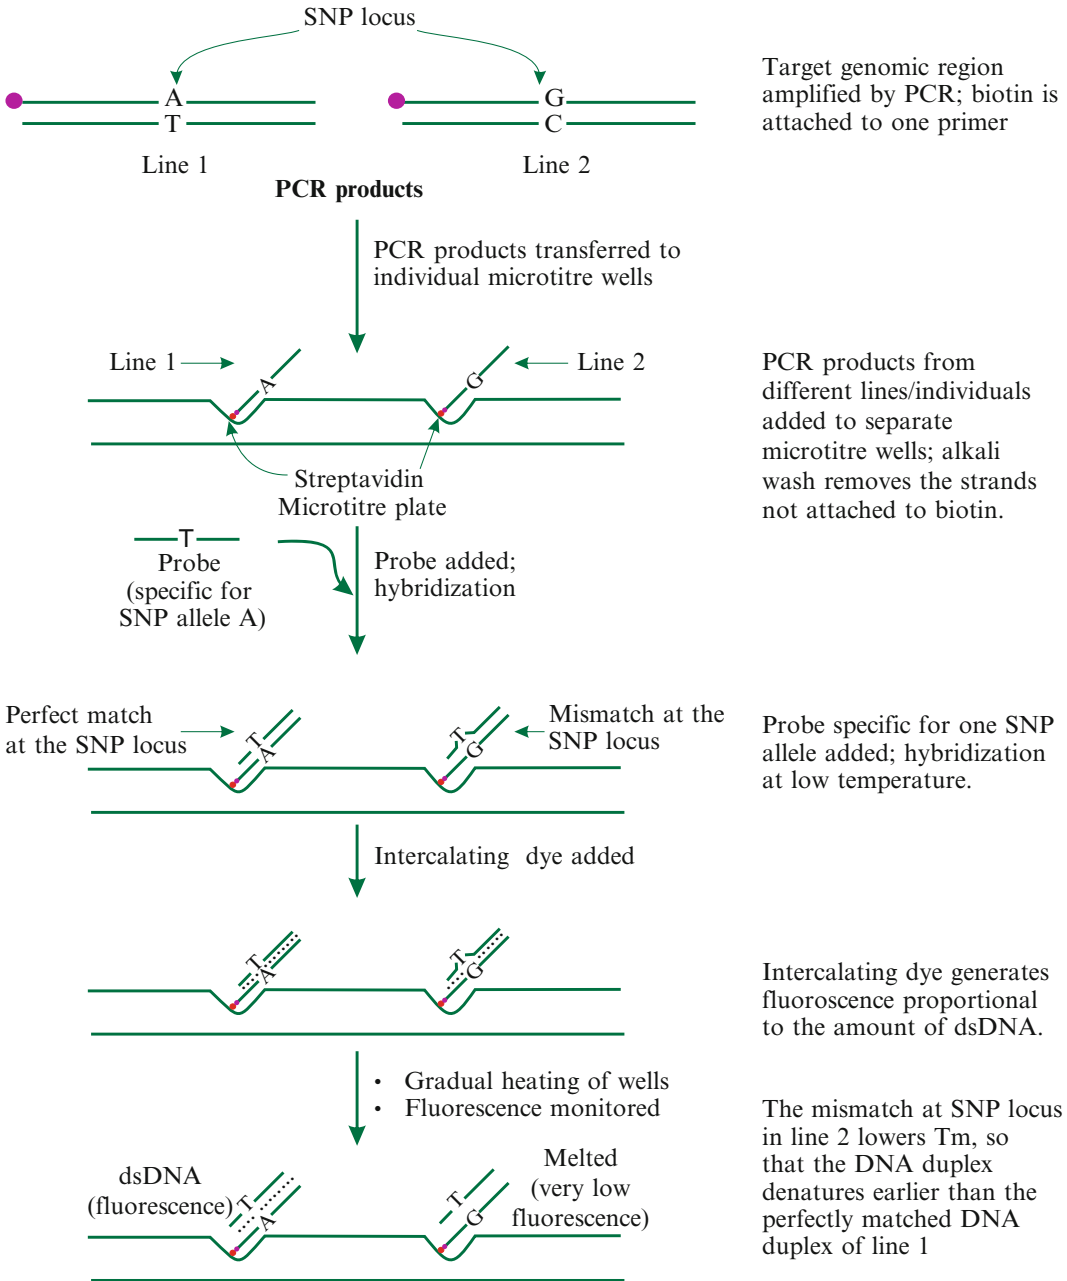 SNP locus
A
T
G
C
Line 1
Line 2
PCR products
Target genomic region
amplified by PCR; biotin is
attached to one primer
PCR products transferred to
individual microtitre wells
Line 1
A
G
Line 2
Streptavidin
Microtitre plate
PCR products from
different lines/individuals
added to separate
microtitre wells; alkali
wash removes the strands
not attached to biotin.
T
Probe
(specific for
SNP allele A)
Probe added;
hybridization
Perfect match
at the SNP locus
T
A
T
G
Mismatch at the
SNP locus
Probe specific for one SNP
allele added; hybridization
at low temperature.
Intercalating dye added
T
A
T
G
Intercalating dye generates
fluoroscence proportional
to the amount of dsDNA.
• Gradual heating of wells
• Fluorescence monitored
dsDNA
(fluorescence)
T
A
T
G
Melted
(very low
fluorescence)
The mismatch at SNP locus
in line 2 lowers Tm, so
that the DNA duplex
denatures earlier than the
perfectly matched DNA
duplex of line 1